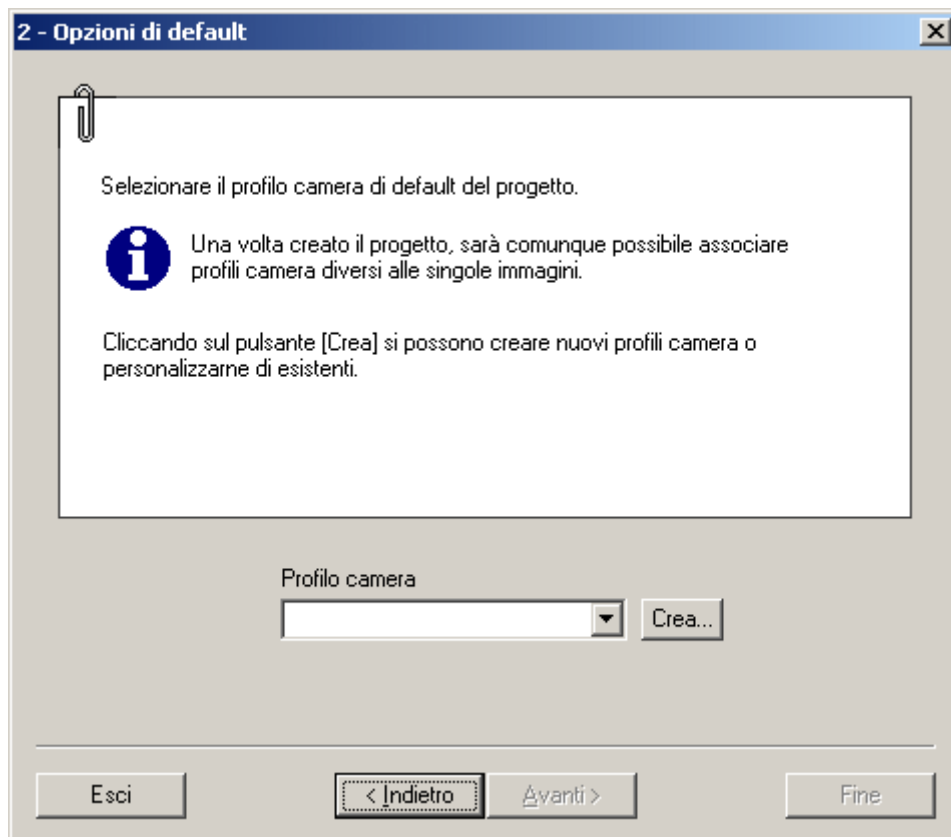 2 - Opzioni di default
Selezionare il profilo camera di default del progetto.
Una volta creato il progetto, sarà comunque possibile associare
profili camera diversi alle singole immagini.
Cliccando sul pulsante [Crea] si possono creare nuovi profili camera o
personalizzarne di esistenti.
Profilo camera
Crea...
Esci
< Indietro
Avanti >
Fine